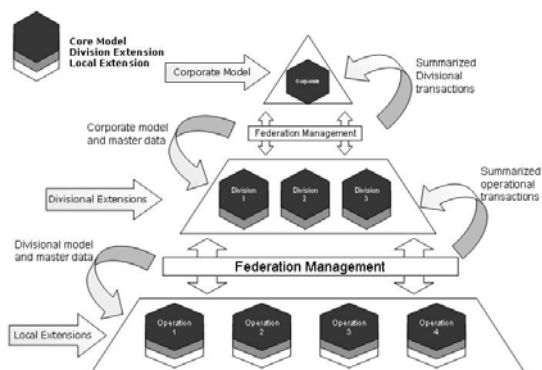 Core Model
Division Extension
Local Extension
Corporate Model
Corporate
Summarized
Divisional
transactions
Federation Management
Corporate model
and master data
Divisional Extensions
Division
1
Division
2
Division
3
Summarized
operational
transactions
Divisional model
and master data
Federation Management
Local Extensions
Operation
1
Operation
2
Operation
3
Operation
4